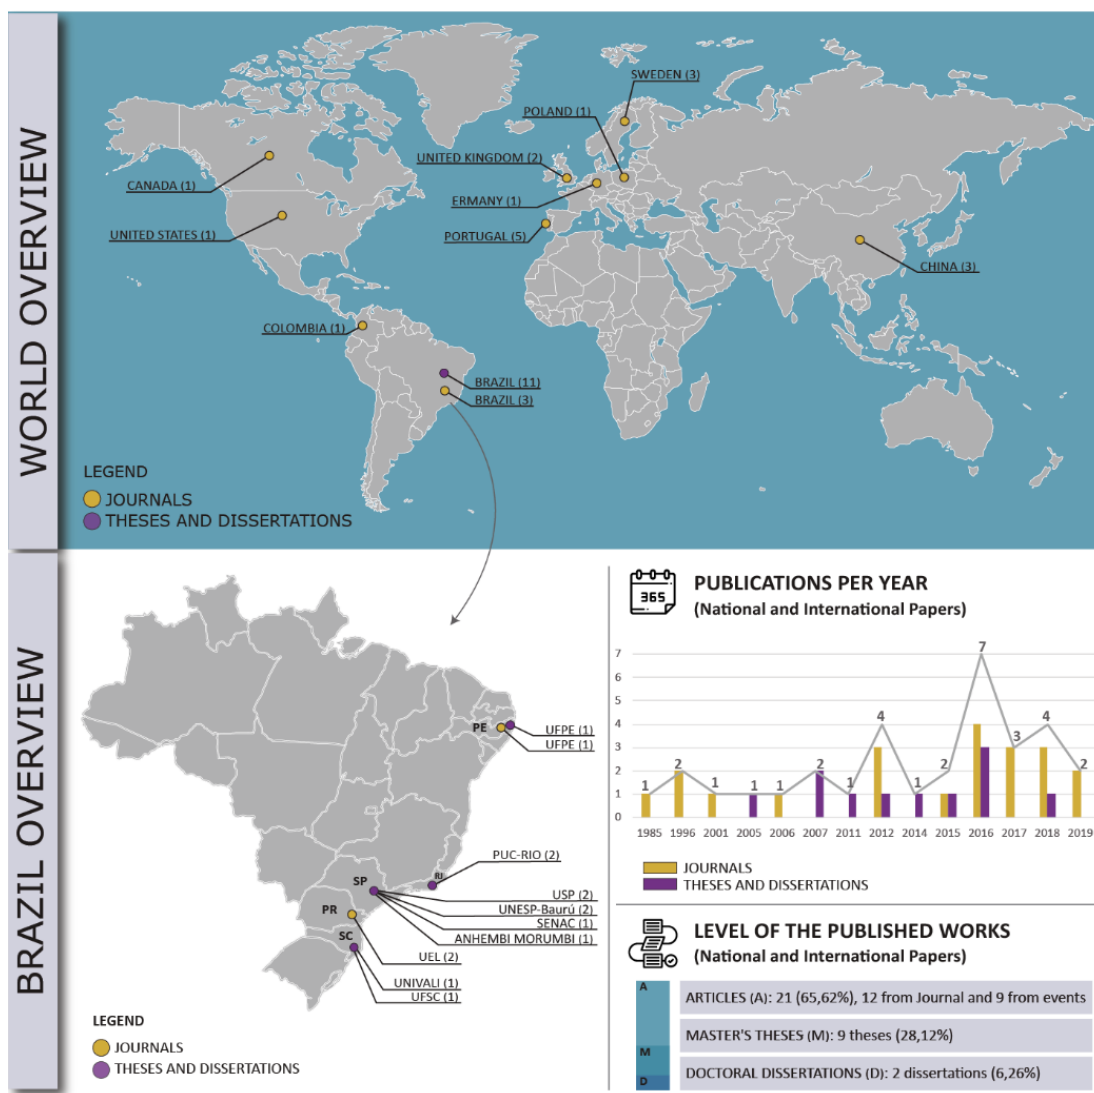 WORLD OVERVIEW
SWEDEN (3)
POLAND (1)
UNITED KINGDOM (2)
CANADA (1)
ERMANY (1)
UNITED STATES (1)
PORTUGAL (5)
CHINA (3)
COLOMBIA (1)
BRAZIL (11)
BRAZIL (3)
LEGEND
JOURNALS
THESES AND DISSERTATIONS
BRAZIL OVERVIEW
PE
UFPE (1)
UFPE (1)
PUC-RIO (2)
RJ
SP
USP (2)
UNESP-Baurú (2)
SENAC (1)
ANHEMBI MORUMBI (1)
PR
UEL (2)
SC
UNIVALI (1)
UFSC (1)
LEGEND
JOURNALS
THESES AND DISSERTATIONS
365
PUBLICATIONS PER YEAR
(National and International Papers)
7
6
5
4
3
2
1
0
1 2 1 1 2 1 4 1 2 7 3 4 2
1985 1996 2001 2005 2006 2007 2011 2012 2014 2015 2016 2017 2018 2019
JOURNALS
THESES AND DISSERTATIONS
LEVEL OF THE PUBLISHED WORKS
(National and International Papers)
A
ARTICLES (A): 21 (65,62%), 12 from Journal and 9 from events
MASTER'S THESES (M): 9 theses (28,12%)
M
DOCTORAL DISSERTATIONS (D): 2 dissertations (6,26%)
D